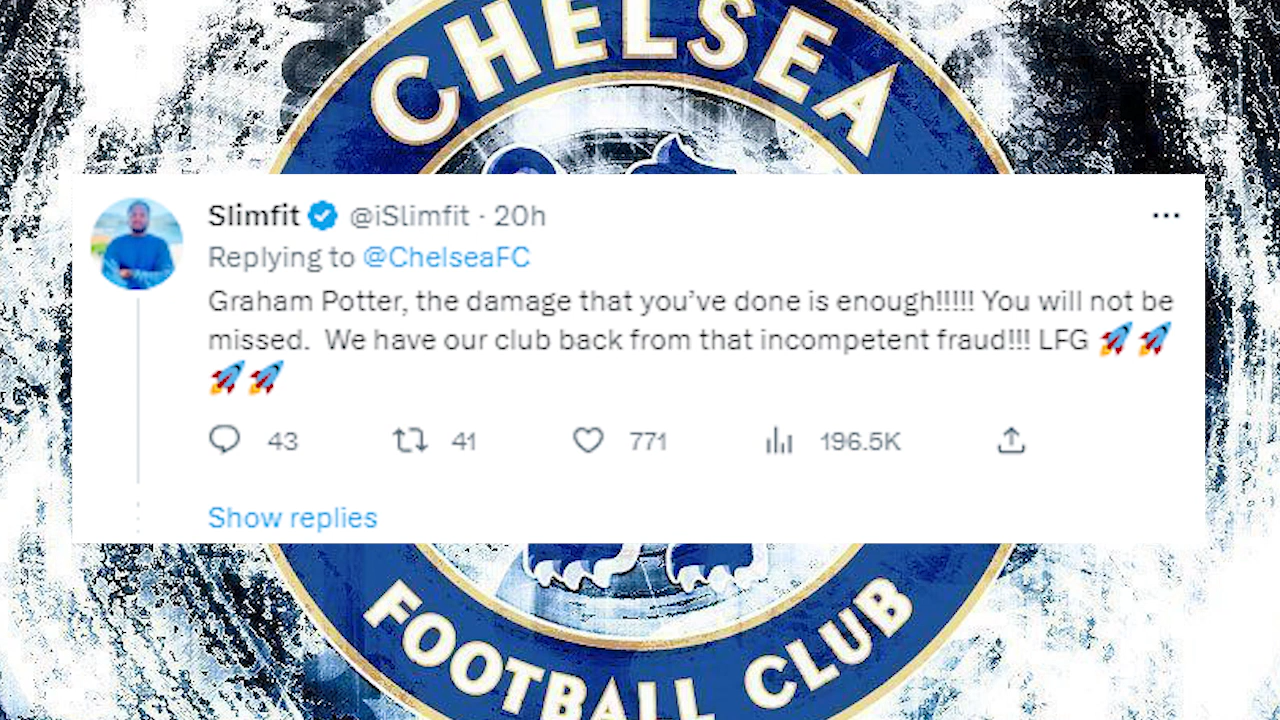 CHELSEA
Slimfit @iSlimfit · 20h
Replying to @ChelseaFC
Graham Potter, the damage that you’ve done is enough!!!!! You will not be
missed.  We have our club back from that incompetent fraud!!! LFG 🚀🚀
🚀🚀
43 41 771 196.5K
Show replies
FOOTBALL CLUB